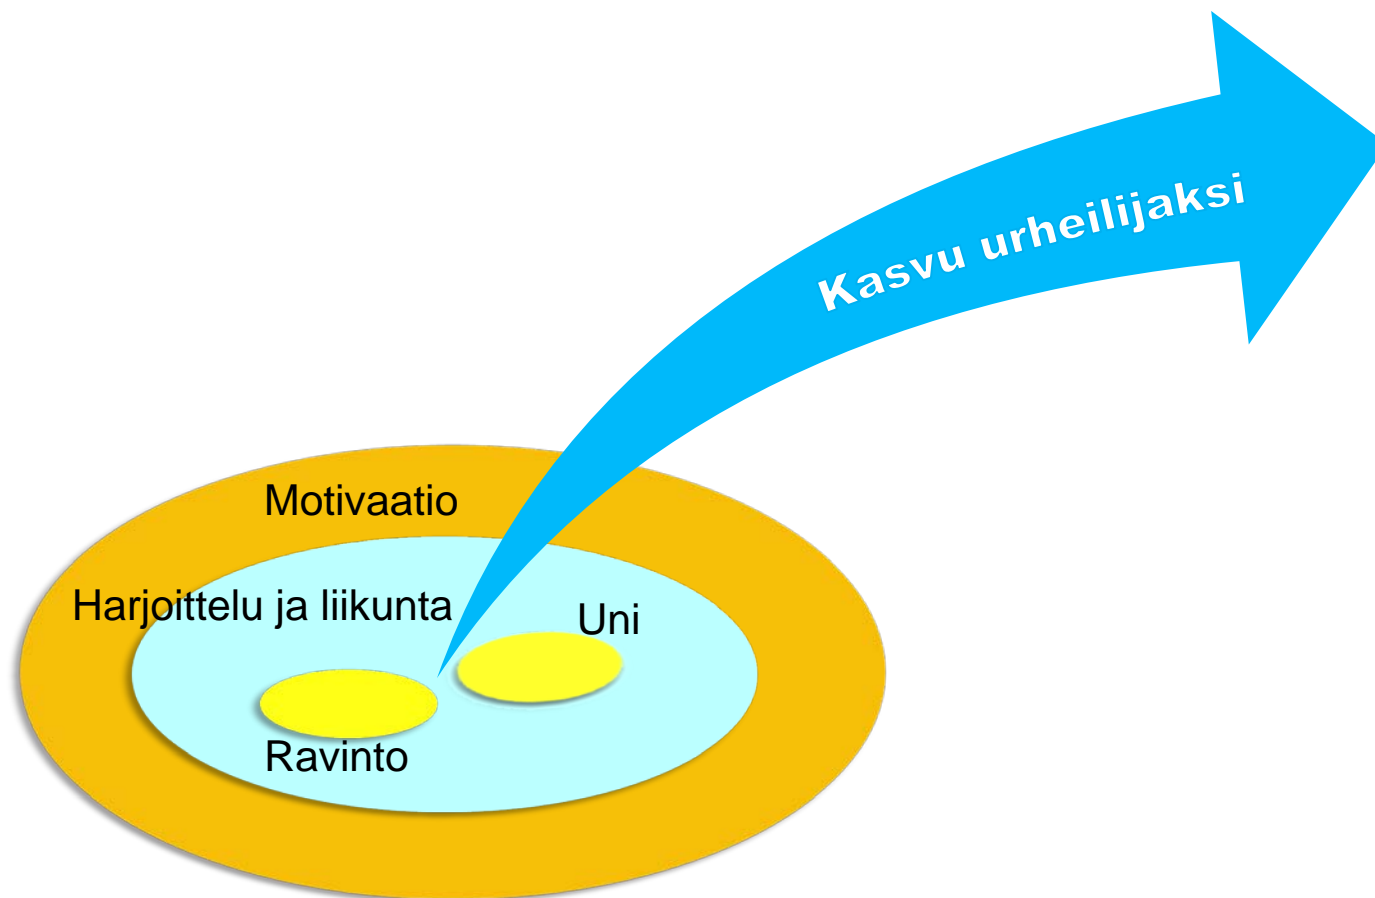 Kasvu urheilijaksi
Motivaatio
Harjoittelu ja liikunta
Uni
Ravinto